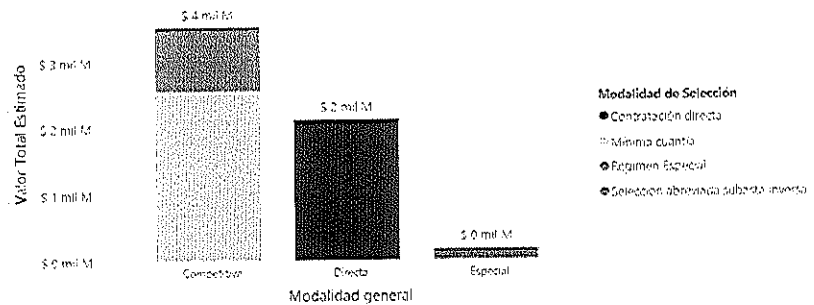 $ 4 mil M
$ 3 mil M
$ 2 mil M
$ 2 mil M
$ 1 mil M
$ 0 mil M
$ 0 mil M
Valor Total Estimado
Competitiva
Directa
Especial
Modalidad general
Modalidad de Selección
Contratación directa
Mínima cuantía
Régimen Especial
Selección abreviada subasta inversa